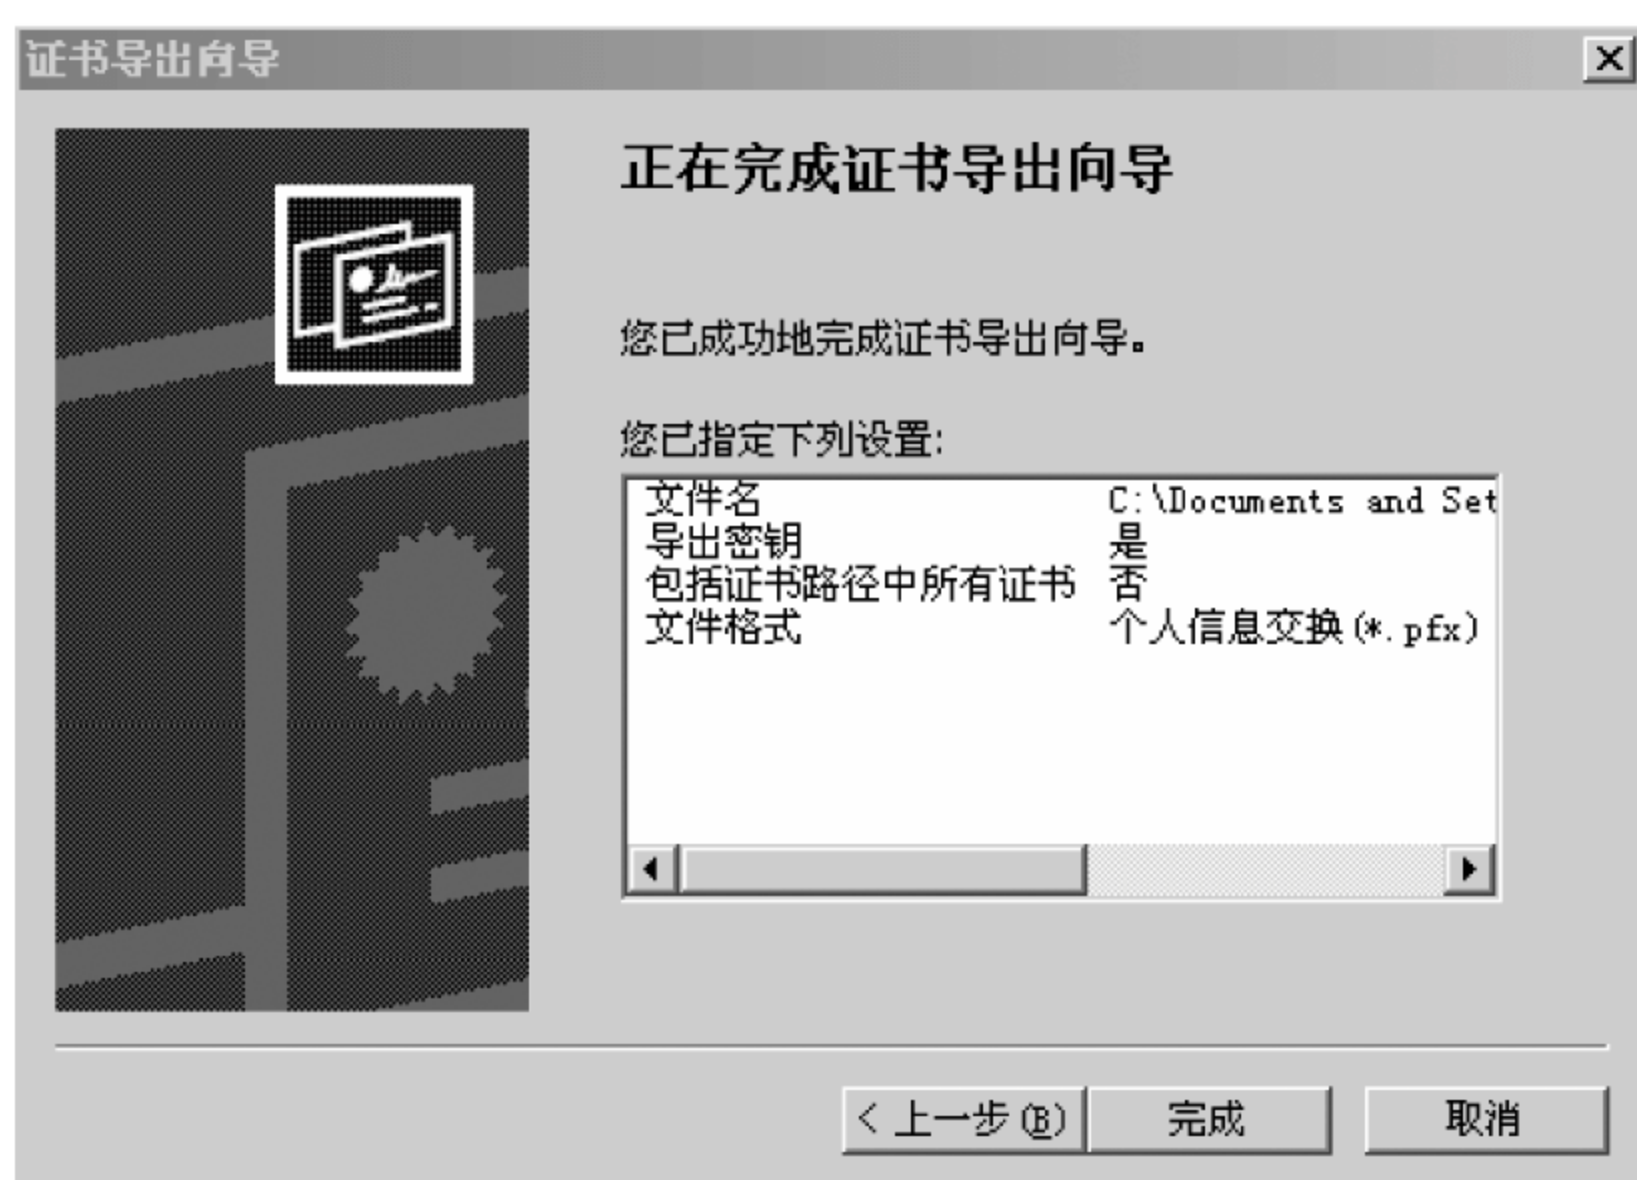 证书导出向导
正在完成证书导出向导
您已成功地完成证书导出向导。
您已指定下列设置:
文件名 C:\Documents and Set
导出密钥 是
包括证书路径中所有证书 否
文件格式 个人信息交换(*.pfx)
< 上一步(B) 完成 取消